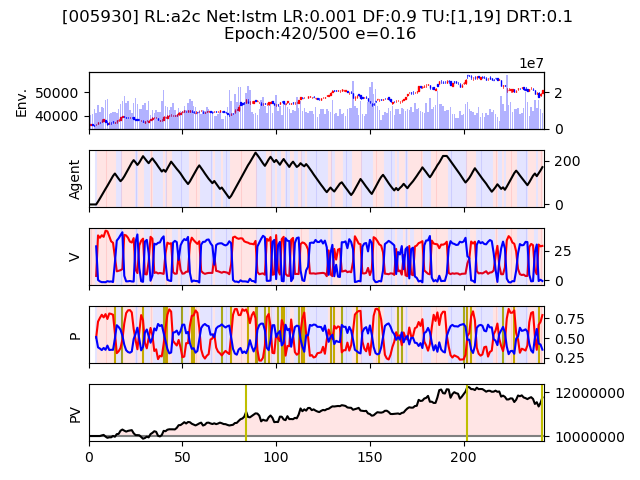 [005930] RL:a2c Net:lstm LR:0.001 DF:0.9 TU:[1,19] DRT:0.1
Epoch:420/500 e=0.16
1e7
Env.
50000
40000
2
0
Agent
200
0
V
25
0
P
0.75
0.50
0.25
PV
12000000
10000000
0 50 100 150 200